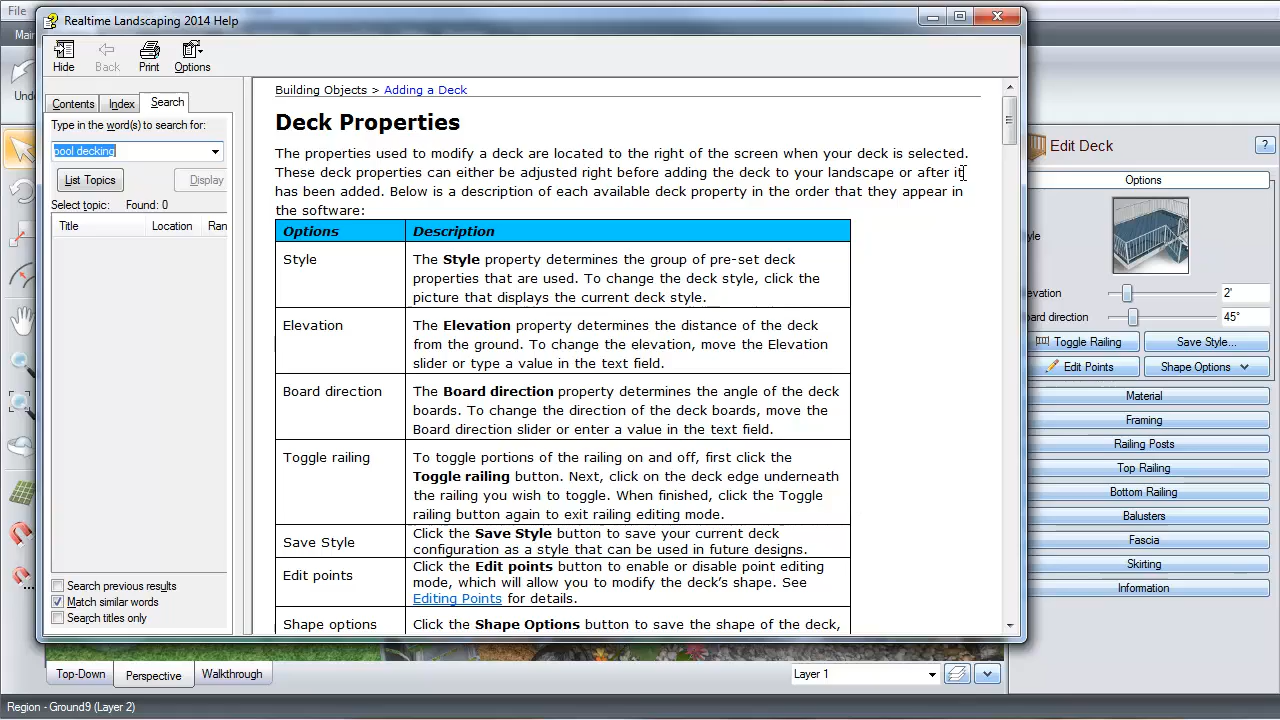 File
Realtime Landscaping 2014 Help
Main
Hide
Back
Print
Options
Contents
Index
Search
Type in the word(s) to search for:
pool decking
List Topics
Display
Select topic:
Found: 0
Title
Location
Ran
Search previous results
Match similar words
Search titles only
Building Objects > Adding a Deck
Deck Properties
The properties used to modify a deck are located to the right of the screen when your deck is selected.
These deck properties can either be adjusted right before adding the deck to your landscape or after it
has been added. Below is a description of each available deck property in the order that they appear in
the software:
Options
Description
Style
The Style property determines the group of pre-set deck
properties that are used. To change the deck style, click the
picture that displays the current deck style.
Elevation
The Elevation property determines the distance of the deck
from the ground. To change the elevation, move the Elevation
slider or type a value in the text field.
Board direction
The Board direction property determines the angle of the deck
boards. To change the direction of the deck boards, move the
Board direction slider or enter a value in the text field.
Toggle railing
To toggle portions of the railing on and off, first click the
Toggle railing button. Next, click on the deck edge underneath
the railing you wish to toggle. When finished, click the Toggle
railing button again to exit railing editing mode.
Save Style
Click the Save Style button to save your current deck
configuration as a style that can be used in future designs.
Edit points
Click the Edit points button to enable or disable point editing
mode, which will allow you to modify the deck's shape. See
Editing Points for details.
Shape options
Click the Shape Options button to save the shape of the deck,
Edit Deck
?
Options
tyle
evation
2'
ard direction
45°
Toggle Railing
Save Style...
Edit Points
Shape Options
Material
Framing
Railing Posts
Top Railing
Bottom Railing
Balusters
Fascia
Skirting
Information
Und
Top-Down
Perspective
Walkthrough
Layer 1
Region - Ground9 (Layer 2)